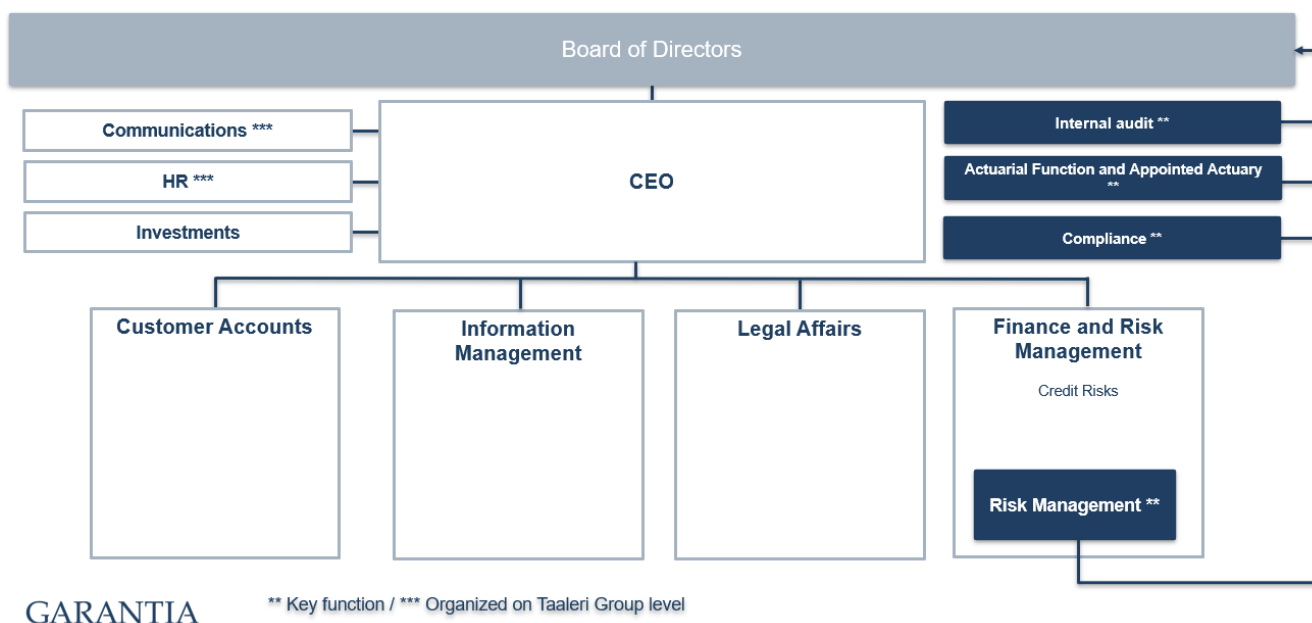 Board of Directors
Communications ***
HR ***
Investments
CEO
Internal audit **
Actuarial Function and Appointed Actuary
**
Compliance **
Customer Accounts
Information
Management
Legal Affairs
Finance and Risk
Management
Credit Risks
Risk Management **
GARANTIA
** Key function / *** Organized on Taaleri Group level